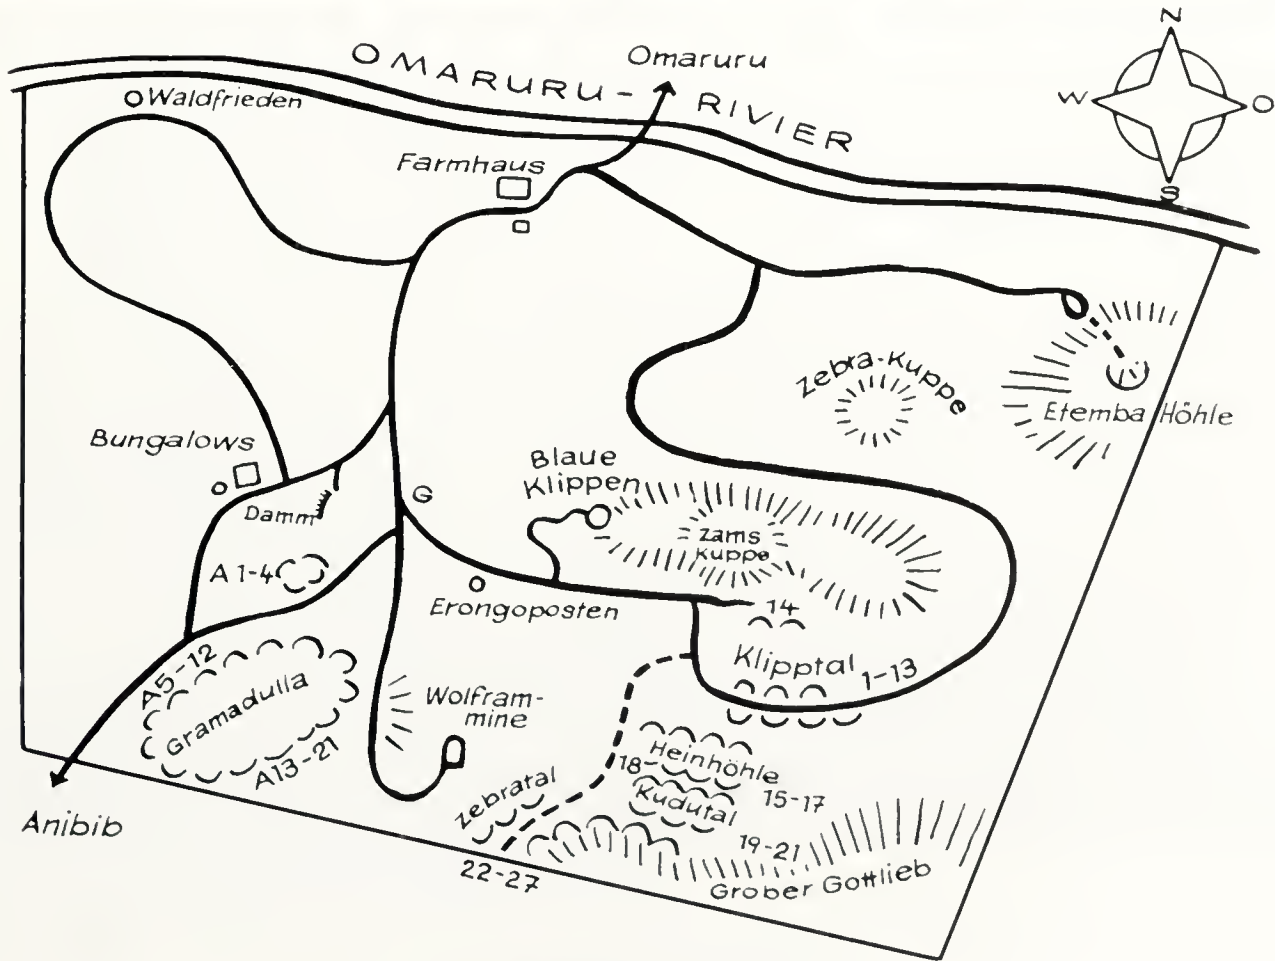 N
Omaruru
OMARURU - RIVIER
W
O
Waldfrieden
Farmhaus
S
Zebra-Kuppe
Etemba Höhle
Bungalows
Blaue
Klippen
G
Damm
Zams
Kuppe
A 1-4
Erongoposten
14
Klipptal
1-13
A5-12
Gramadulla
A13-21
Wolfram-
mine
Heinhöhle
18
15-17
Kudutal
Zebratal
19-21
Anibib
22-27
Grober Gottlieb